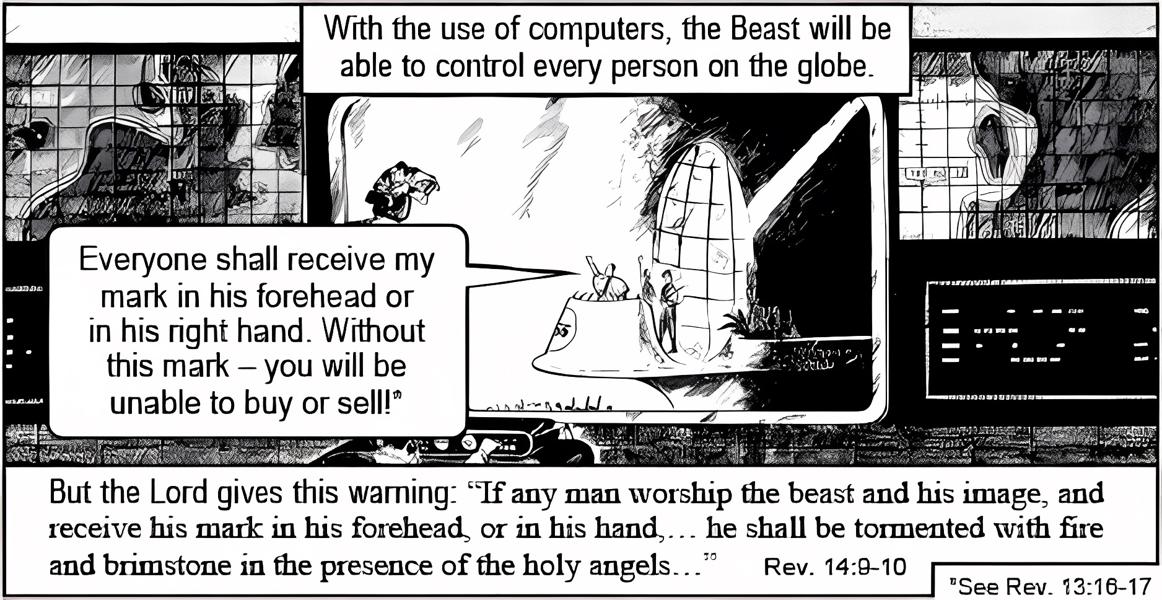 With the use of computers, the Beast will be
able to control every person on the globe.
Everyone shall receive my
mark in his forehead or
in his right hand. Without
this mark – you will be
unable to buy or sell!"
But the Lord gives this warning: "If any man worship the beast and his image, and
receive his mark in his forehead, or in his hand,... he shall be tormented with fire
and brimstone in the presence of the holy angels..." Rev. 14:9-10
"See Rev. 13:16-17